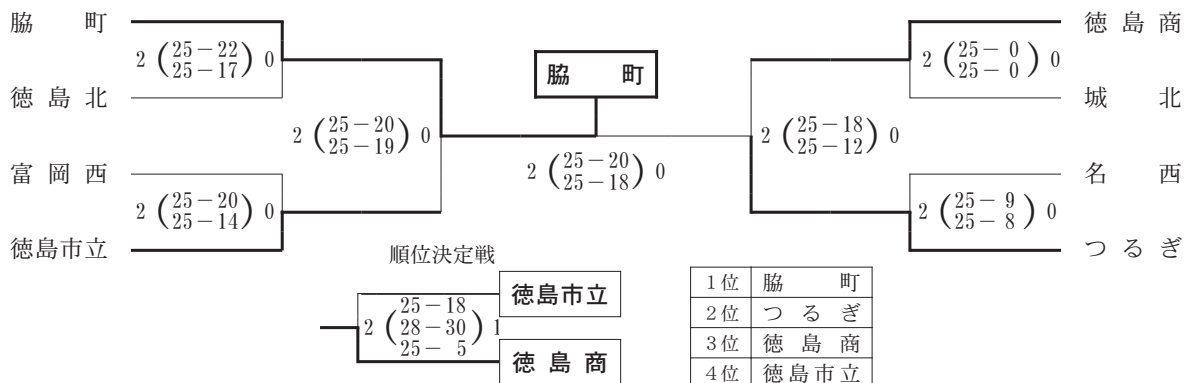 脇町
2 (25-22 25-17) 0
徳島北
2 (25-20 25-19) 0
富岡西
2 (25-20 25-14) 0
徳島市立
脇町
2 (25-20 25-18) 0
徳島商
2 (25-0 25-0) 0
城北
2 (25-18 25-12) 0
名西
2 (25-9 25-8) 0
つるぎ
順位決定戦
徳島市立
2 (25-18 28-30 25-5) 1
徳島商
1位 脇町
2位 つるぎ
3位 徳島商
4位 徳島市立